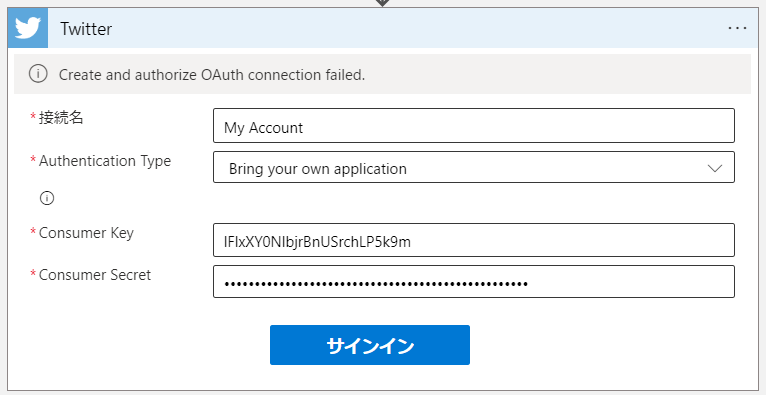 Twitter
Create and authorize OAuth connection failed.
*接続名
My Account
*Authentication Type
Bring your own application
*Consumer Key
IFIxXY0NIbjrBnUSrchLP5k9m
*Consumer Secret
サインイン